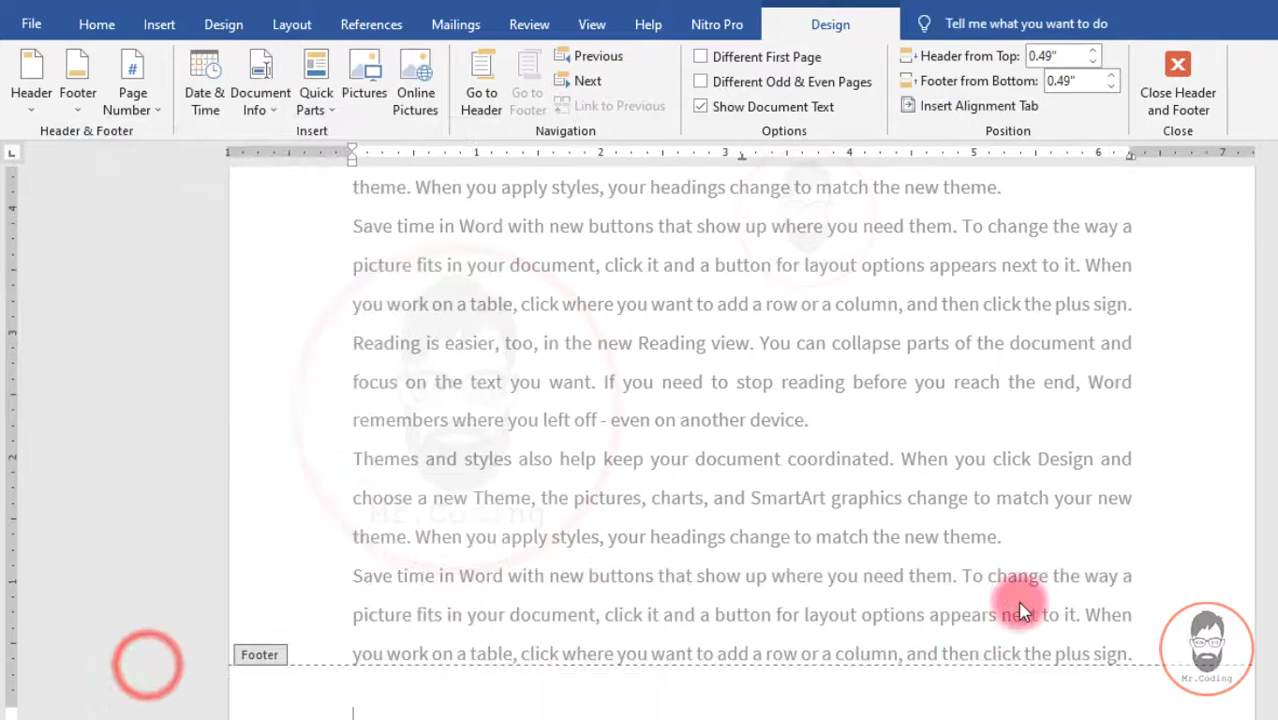 File Home Insert Design Layout References Mailings Review View Help Nitro Pro Design Tell me what you want to do
Header Footer Page Number Date & Time Document Info Quick Parts Pictures Online Pictures Go to Header Go to Footer Previous Next Link to Previous Different First Page Different Odd & Even Pages Show Document Text Header from Top: 0.49" Footer from Bottom: 0.49" Insert Alignment Tab Close Header and Footer
Header & Footer Insert Navigation Options Position Close
1 1 2 3 4 5 6 7
4 3 2 1
theme. When you apply styles, your headings change to match the new theme.
Save time in Word with new buttons that show up where you need them. To change the way a
picture fits in your document, click it and a button for layout options appears next to it. When
you work on a table, click where you want to add a row or a column, and then click the plus sign.
Reading is easier, too, in the new Reading view. You can collapse parts of the document and
focus on the text you want. If you need to stop reading before you reach the end, Word
remembers where you left off - even on another device.
Themes and styles also help keep your document coordinated. When you click Design and
choose a new Theme, the pictures, charts, and SmartArt graphics change to match your new
Mr.Coding
theme. When you apply styles, your headings change to match the new theme.
Save time in Word with new buttons that show up where you need them. To change the way a
picture fits in your document, click it and a button for layout options appears next to it. When
you work on a table, click where you want to add a row or a column, and then click the plus sign.
Footer
Mr.Coding